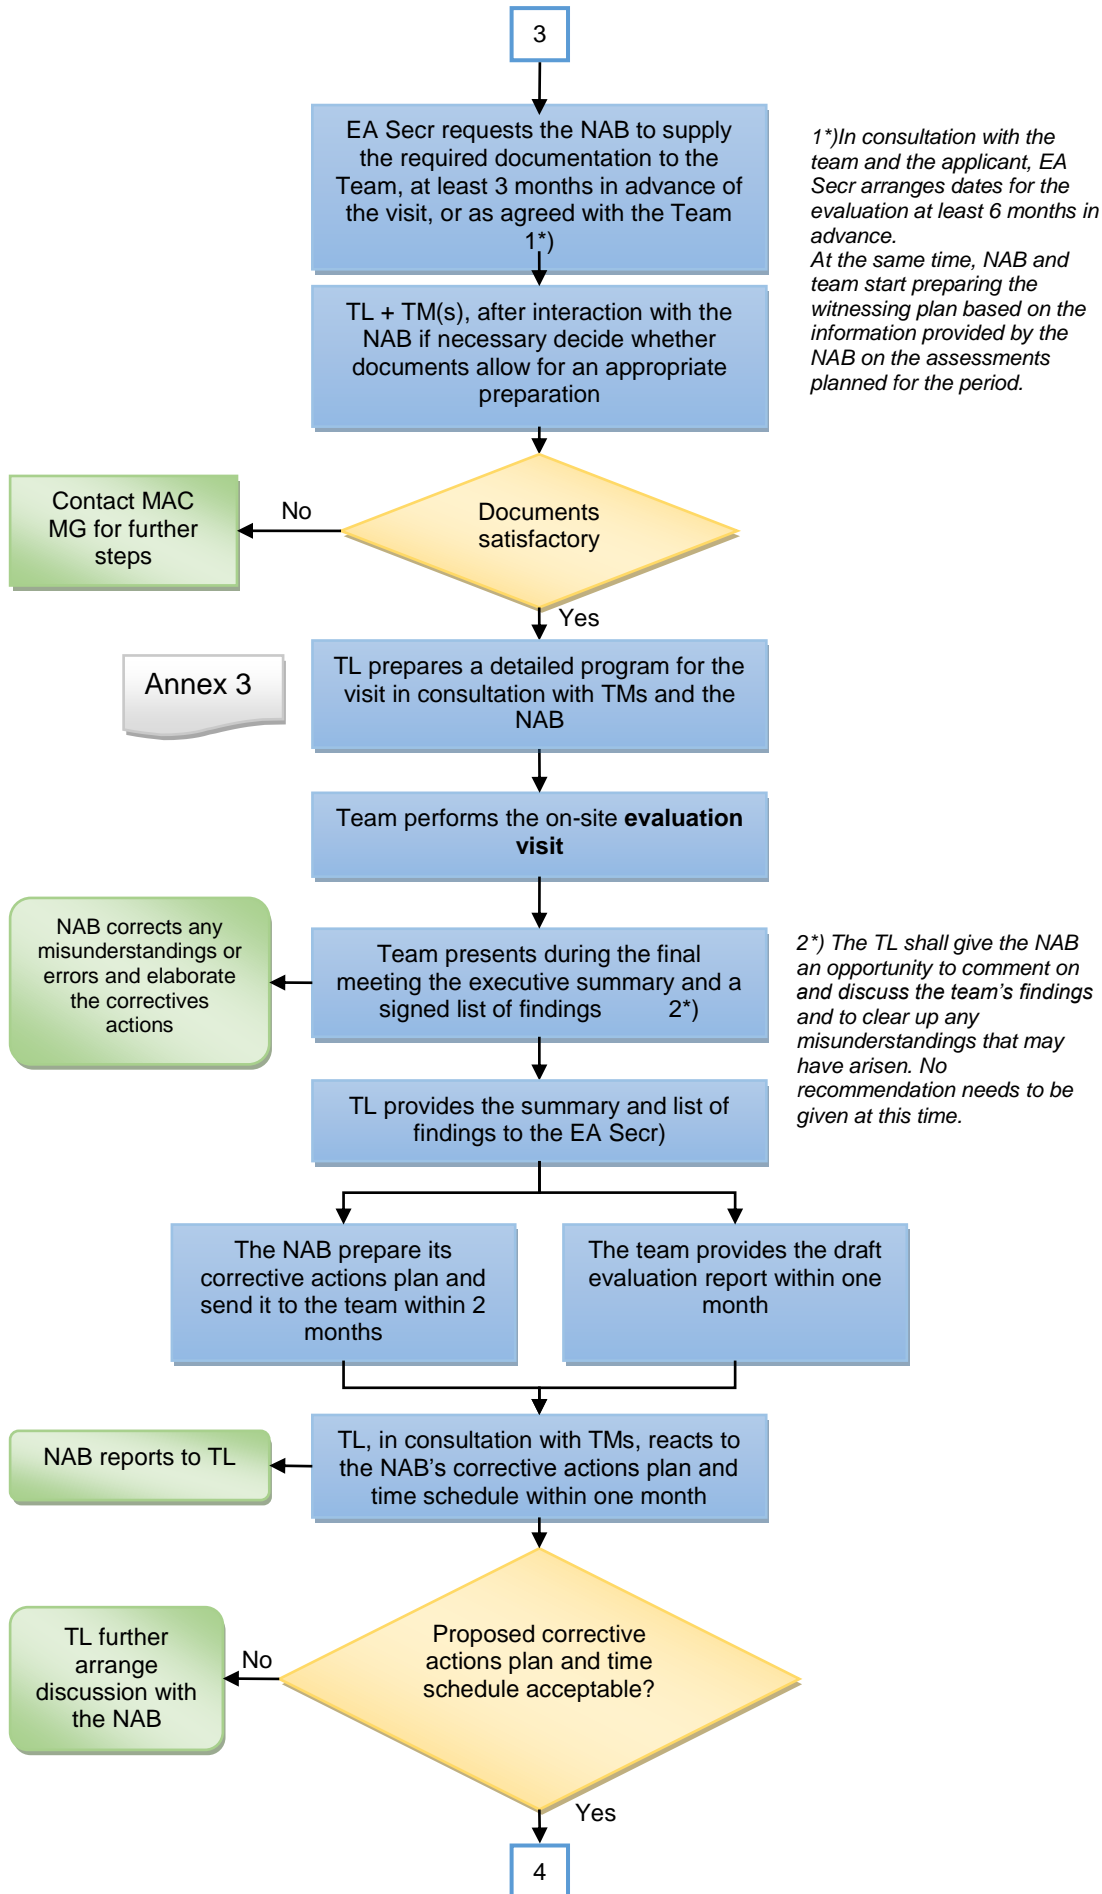 3
EA Secr requests the NAB to supply
the required documentation to the
Team, at least 3 months in advance of
the visit, or as agreed with the Team
1*)
1*)In consultation with the
team and the applicant, EA
Secr arranges dates for the
evaluation at least 6 months in
advance.
At the same time, NAB and
team start preparing the
witnessing plan based on the
information provided by the
NAB on the assessments
planned for the period.
TL + TM(s), after interaction with the
NAB if necessary decide whether
documents allow for an appropriate
preparation
Documents
satisfactory
No
Contact MAC
MG for further
steps
Yes
Annex 3
TL prepares a detailed program for the
visit in consultation with TMs and the
NAB
Team performs the on-site evaluation
visit
NAB corrects any
misunderstandings or
errors and elaborate
the correctives
actions
Team presents during the final
meeting the executive summary and a
signed list of findings 2*)
2*) The TL shall give the NAB
an opportunity to comment on
and discuss the team’s findings
and to clear up any
misunderstandings that may
have arisen. No
recommendation needs to be
given at this time.
TL provides the summary and list of
findings to the EA Secr)
The NAB prepare its
corrective actions plan and
send it to the team within 2
months
The team provides the draft
evaluation report within one
month
NAB reports to TL
TL, in consultation with TMs, reacts to
the NAB’s corrective actions plan and
time schedule within one month
Proposed corrective
actions plan and time
schedule acceptable?
No
TL further
arrange
discussion with
the NAB
Yes
4